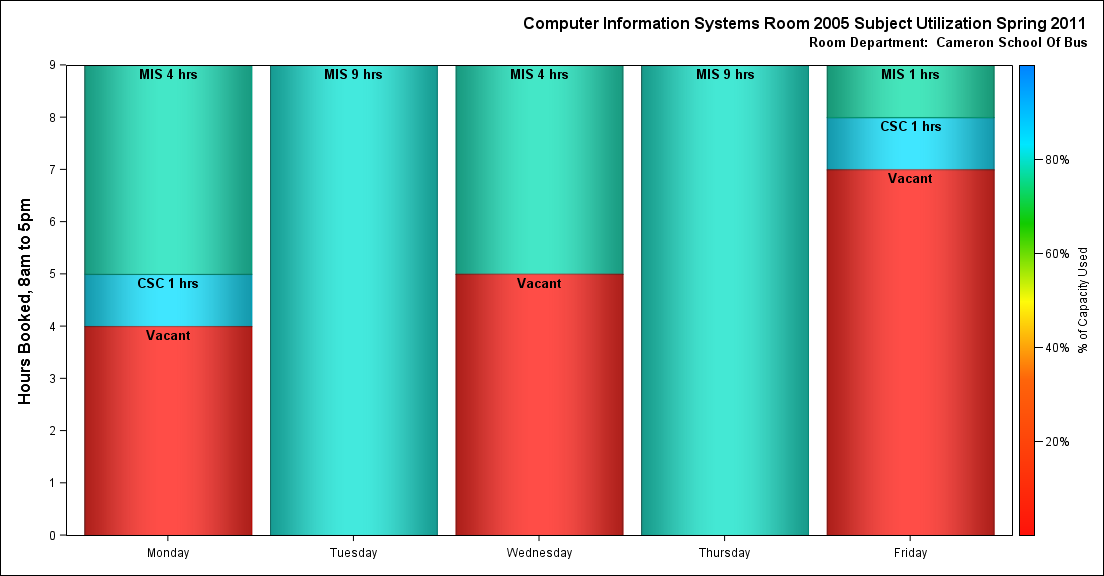 Computer Information Systems Room 2005 Subject Utilization Spring 2011
Room Department:  Cameron School Of Bus
Hours Booked, 8am to 5pm
9
8
7
6
5
4
3
2
1
0
MIS 4 hrs
CSC 1 hrs
Vacant
MIS 9 hrs
MIS 4 hrs
Vacant
MIS 9 hrs
MIS 1 hrs
CSC 1 hrs
Vacant
Monday
Tuesday
Wednesday
Thursday
Friday
80%
60%
40%
20%
% of Capacity Used